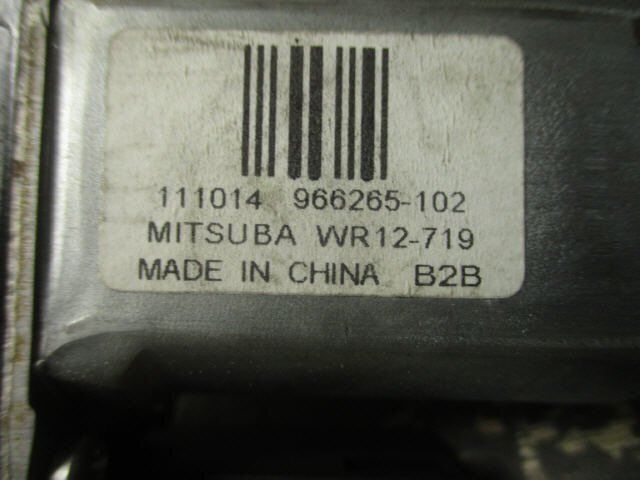 111014 966265-102
MITSUBA WR12-719
MADE IN CHINA B2B